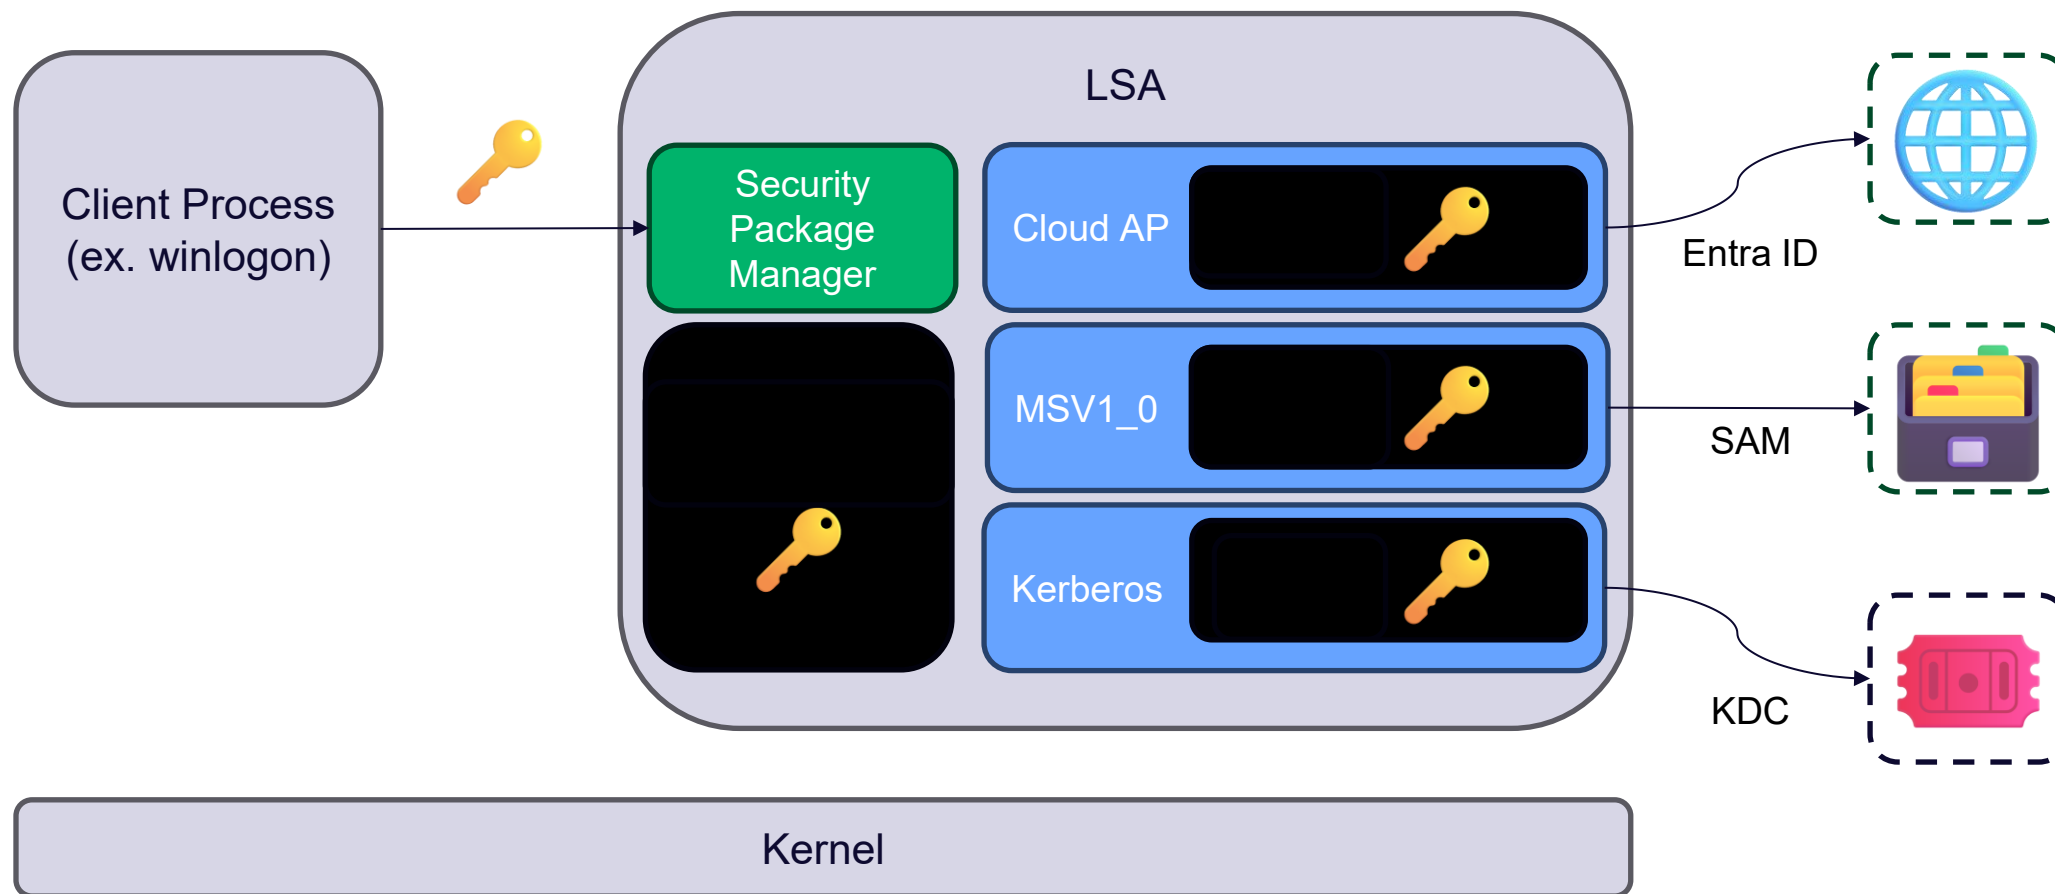 LSA
Client Process
(ex. winlogon)
Security
Package
Manager
Cloud AP
Entra ID
MSV1_0
SAM
Kerberos
KDC
Kernel